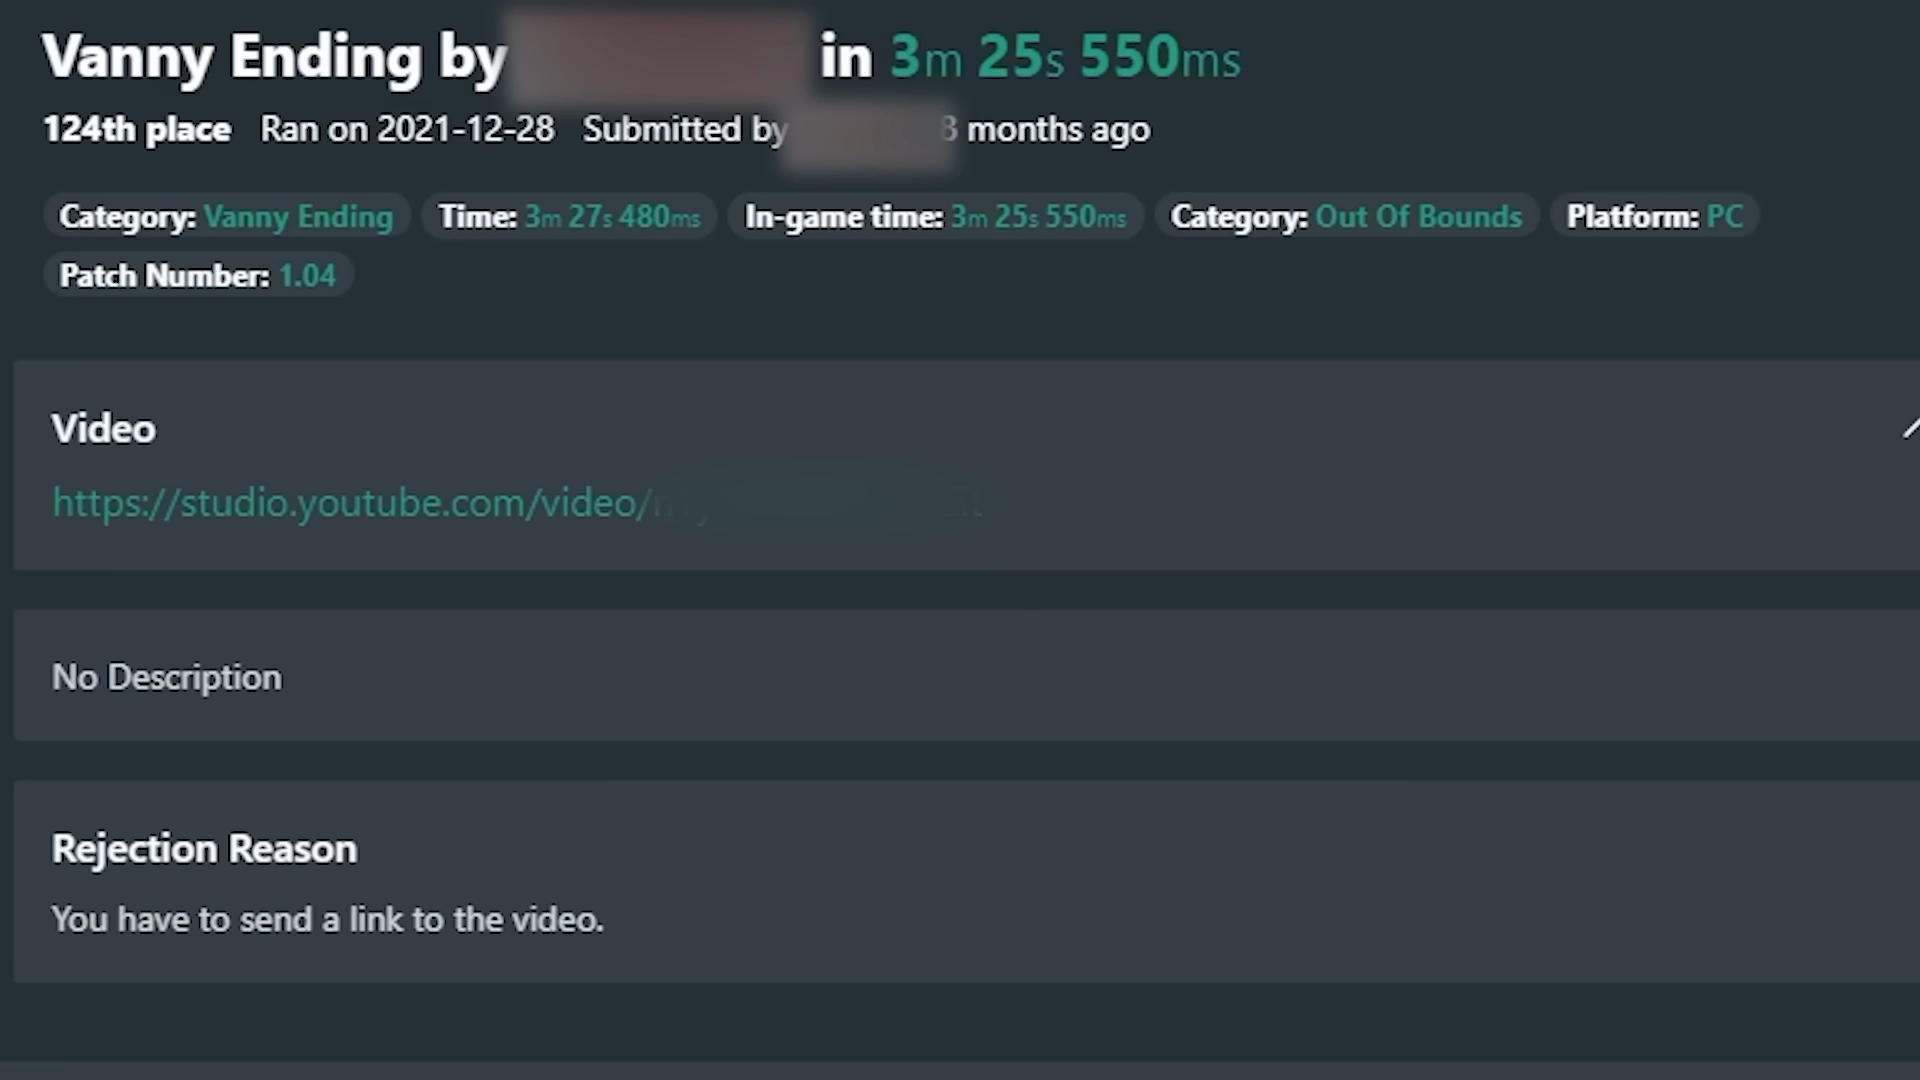 Vanny Ending by in 3m 25s 550ms
124th place Ran on 2021-12-28 Submitted by months ago
Category: Vanny Ending Time: 3m 27s 480ms In-game time: 3m 25s 550ms Category: Out Of Bounds Platform: PC
Patch Number: 1.04
Video
https://studio.youtube.com/video/
No Description
Rejection Reason
You have to send a link to the video.